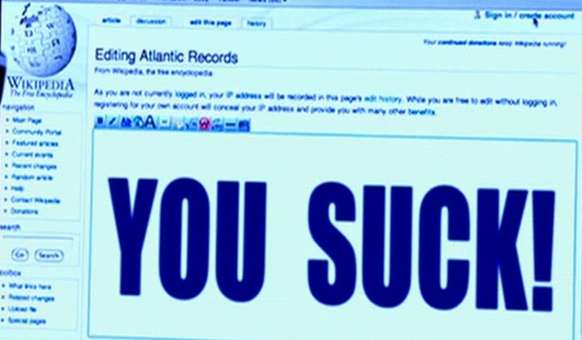 article discussion edit this page history
Sign in / create account
Your continued donations keep Wikipedia running!
Editing Atlantic Records
From Wikipedia, the free encyclopedia
As you are not currently logged in, your IP address will be recorded in this page's edit history. While you are free to edit without logging in,
registering for your own account will conceal your IP address and provide you with many other benefits.
WIKIPEDIA
The Free Encyclopedia
navigation
Main Page
Community Portal
Featured articles
Current events
Recent changes
Random article
Help
Contact Wikipedia
Donations
search
Go Search
toolbox
What links here
Related changes
Upload file
Special pages
YOU SUCK!